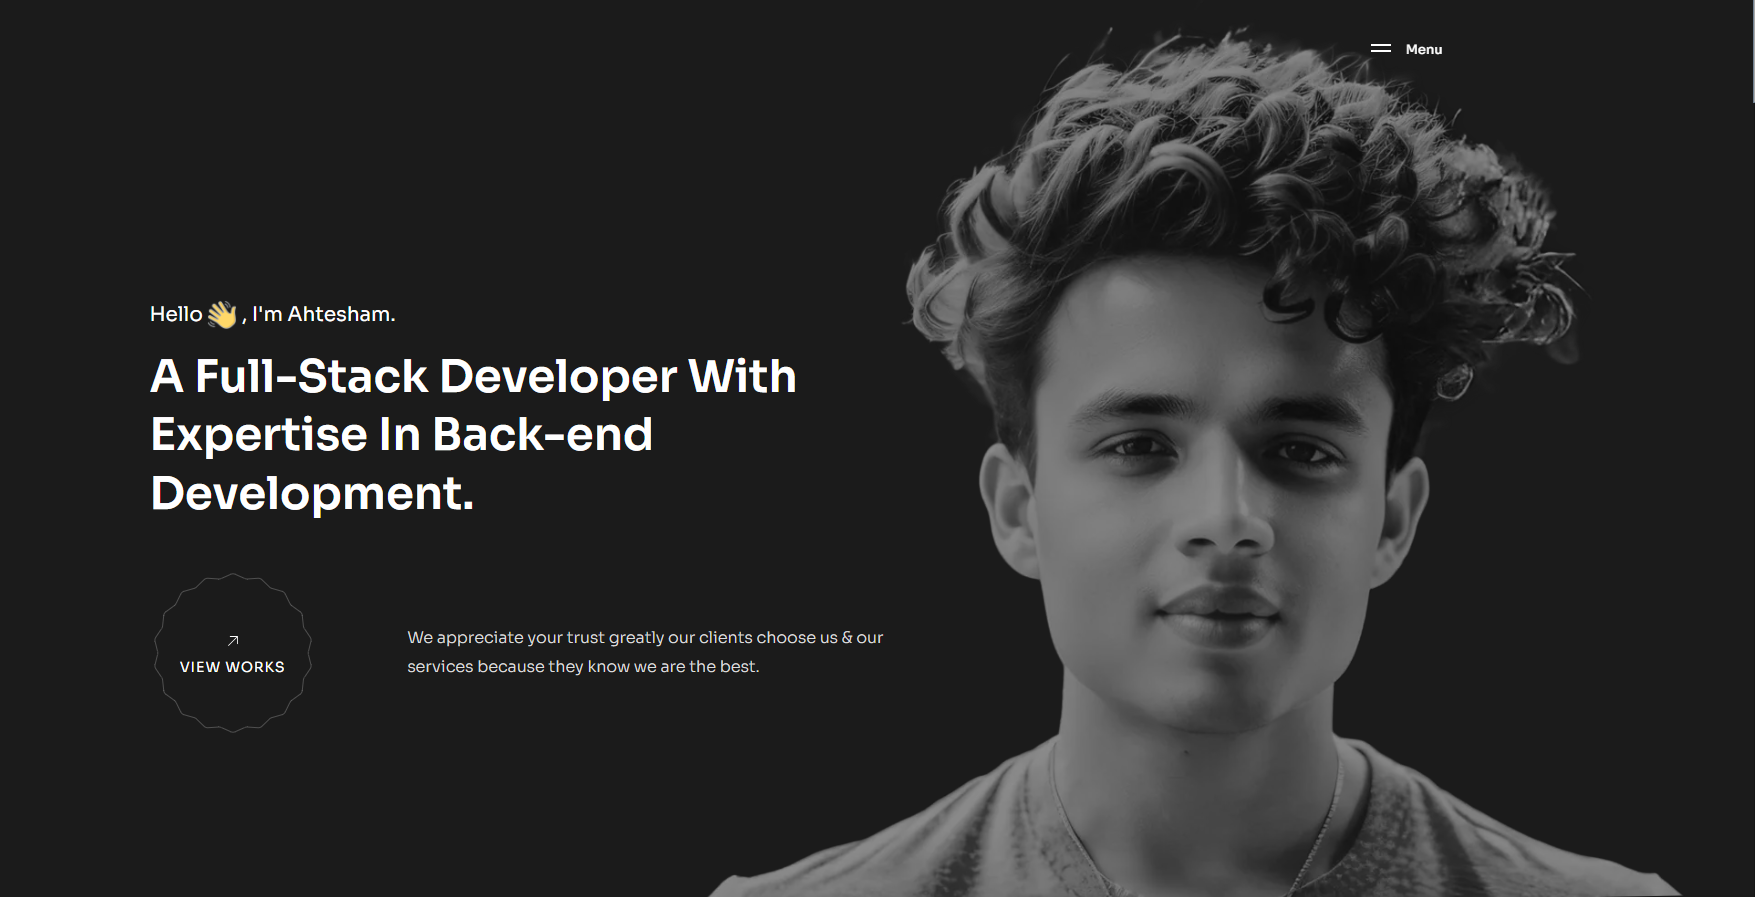 Menu
Hello 👋, I'm Ahtesham.
A Full-Stack Developer With
Expertise In Back-end
Development.
VIEW WORKS
We appreciate your trust greatly our clients choose us & our
services because they know we are the best.